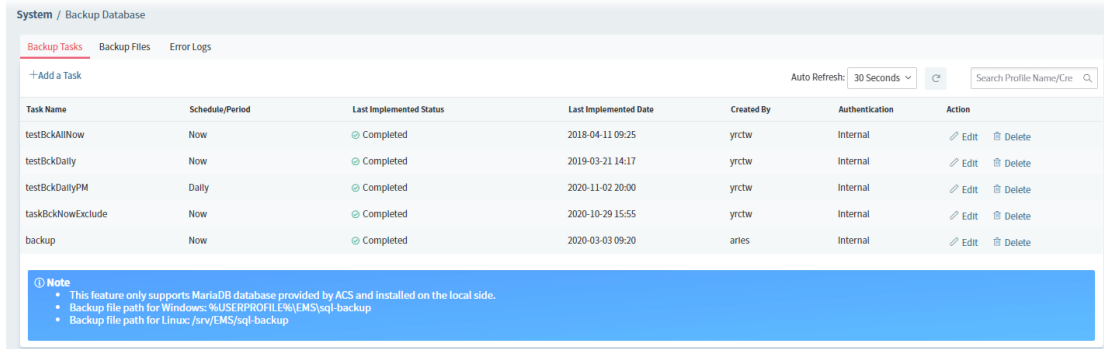 System / Backup Database
Backup Tasks Backup Files Error Logs
+Add a Task Auto Refresh: 30 Seconds Search Profile Name/Cre
Task Name Schedule/Period Last Implemented Status Last Implemented Date Created By Authentication Action
testBckAllNow Now Completed 2018-04-11 09:25 yrctw Internal Edit Delete
testBckDaily Now Completed 2019-03-21 14:17 yrctw Internal Edit Delete
testBckDailyPM Daily Completed 2020-11-02 20:00 yrctw Internal Edit Delete
taskBckNowExclude Now Completed 2020-10-29 15:55 yrctw Internal Edit Delete
backup Now Completed 2020-03-03 09:20 aries Internal Edit Delete
Note
• This feature only supports MariaDB database provided by ACS and installed on the local side.
• Backup file path for Windows: %USERPROFILE%\EMS\sql-backup
• Backup file path for Linux: /srv/EMS/sql-backup